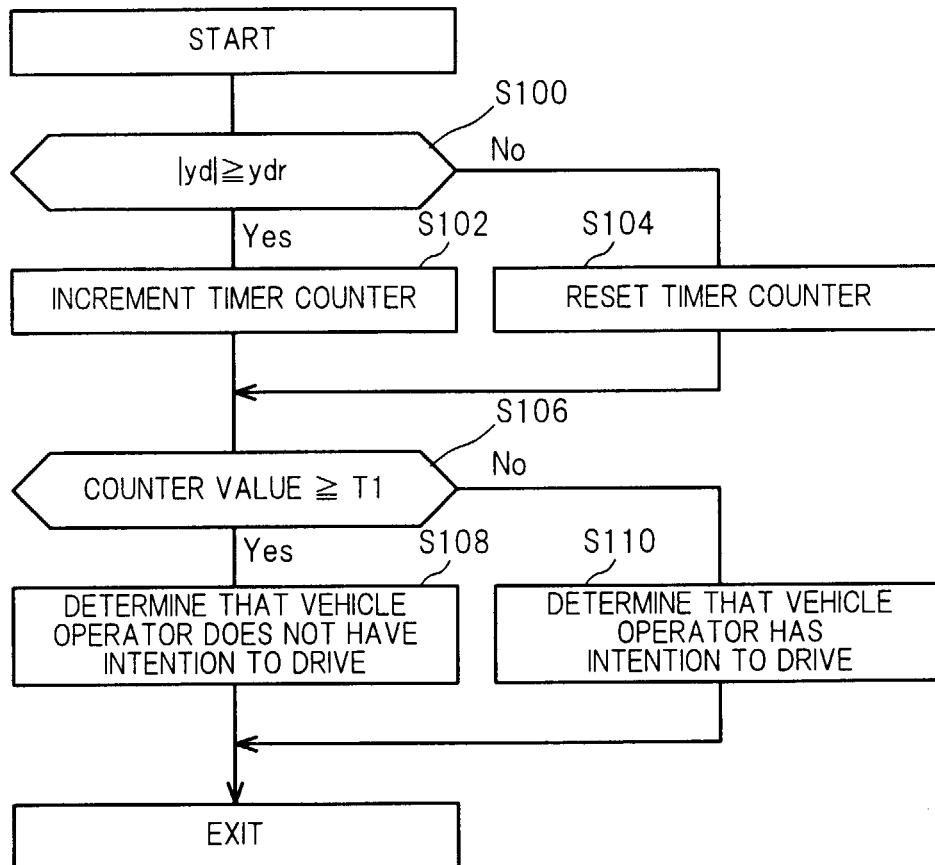 START
S100
|yd|≧ydr
No
Yes
S102
S104
INCREMENT TIMER COUNTER
RESET TIMER COUNTER
S106
COUNTER VALUE ≧ T1
No
Yes
S108
S110
DETERMINE THAT VEHICLE
OPERATOR DOES NOT HAVE
INTENTION TO DRIVE
DETERMINE THAT VEHICLE
OPERATOR HAS
INTENTION TO DRIVE
EXIT